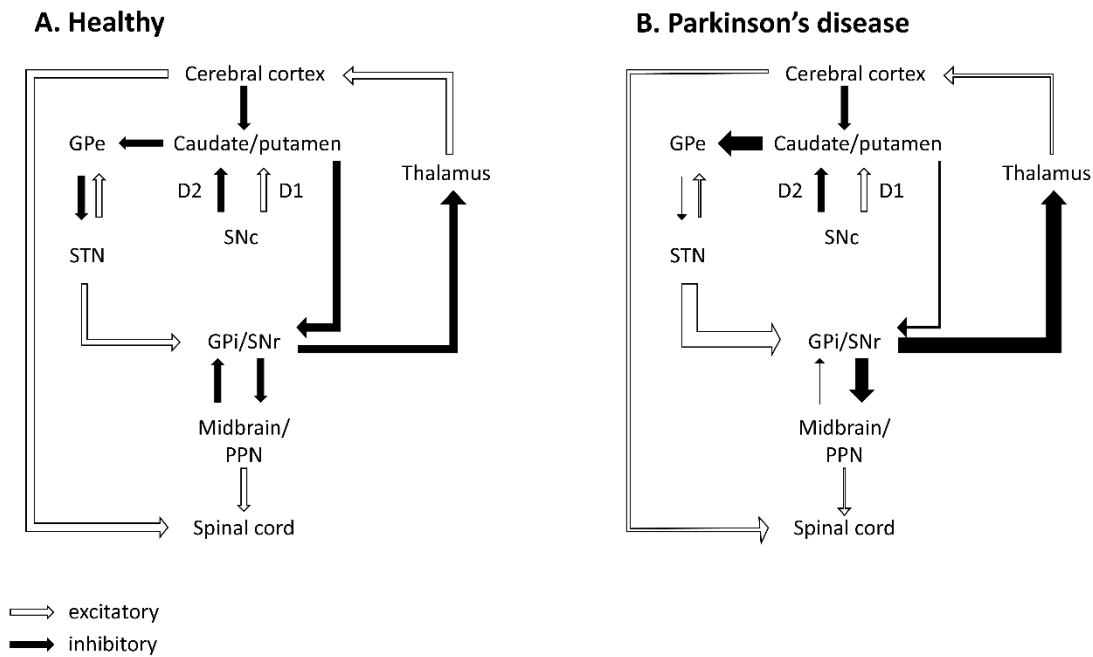 A. Healthy
Cerebral cortex
GPe
Caudate/putamen
Thalamus
D2
D1
SNc
STN
GPi/SNr
Midbrain/
PPN
Spinal cord
B. Parkinson’s disease
Cerebral cortex
GPe
Caudate/putamen
Thalamus
D2
D1
SNc
STN
GPi/SNr
Midbrain/
PPN
Spinal cord
excitatory
inhibitory